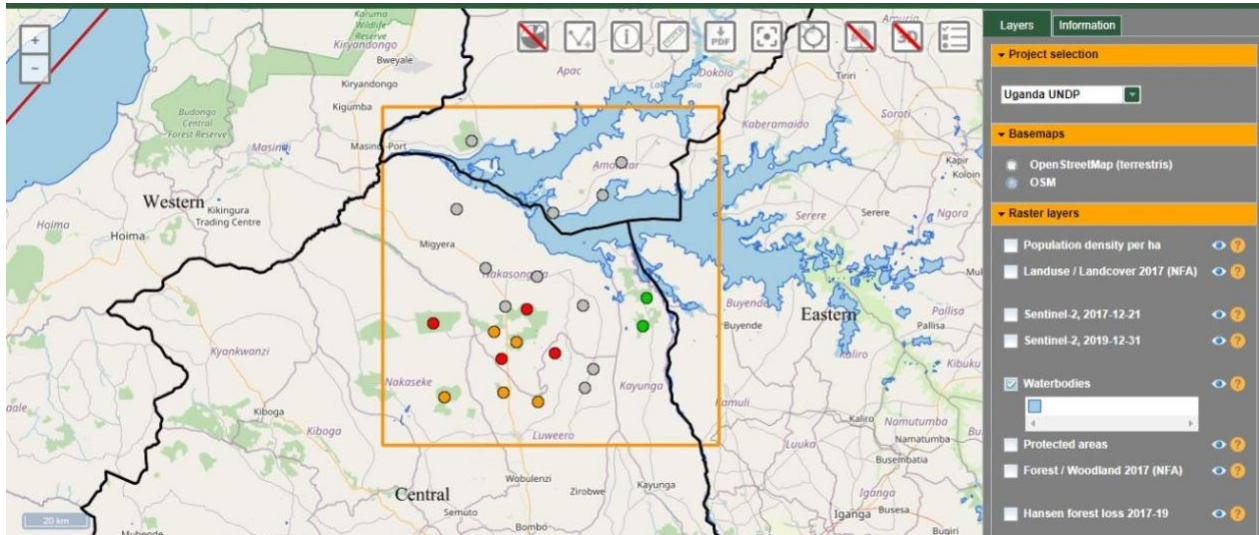 Layers
Information
Project selection
Uganda UNDP
Basemaps
OpenStreetMap (terrestris)
OSM
Raster layers
Population density per ha
Landuse / Landcover 2017 (NFA)
Sentinel-2, 2017-12-21
Sentinel-2, 2019-12-31
Waterbodies
Protected areas
Forest / Woodland 2017 (NFA)
Hansen forest loss 2017-19
+
−
PDF
3D
Karuma
Wildlife
Reserve
Kiryandongo
Bweyale
Kiryandongo
Kigumba
Apac
Dokolo
Amuria
Tiriri
Soroti
Kaberamaido
Budongo
Central
Forest Reserve
Masindi
Masindi Port
Amolatar
Kapir
Koloin
Western
Kikingura
Trading Centre
Hoima
Hoima
Serere
Serere
Ngora
Migyera
Nakasongola
Buyende
Buyende
Eastern
Pallisa
Pallisa
Kaliro
Kibuku
Kyankwanzi
Nakaseke
Kayunga
Kiboga
Kiboga
Kamuli
Kaliro
Namutumba
Namutumba
Luweero
Luuka
Busembatia
Wobulenzi
Zirobwe
Kayunga
Central
Semuto
Iganga
Iganga
Busesa
Bombo
Mubende
Bugiri
20 km